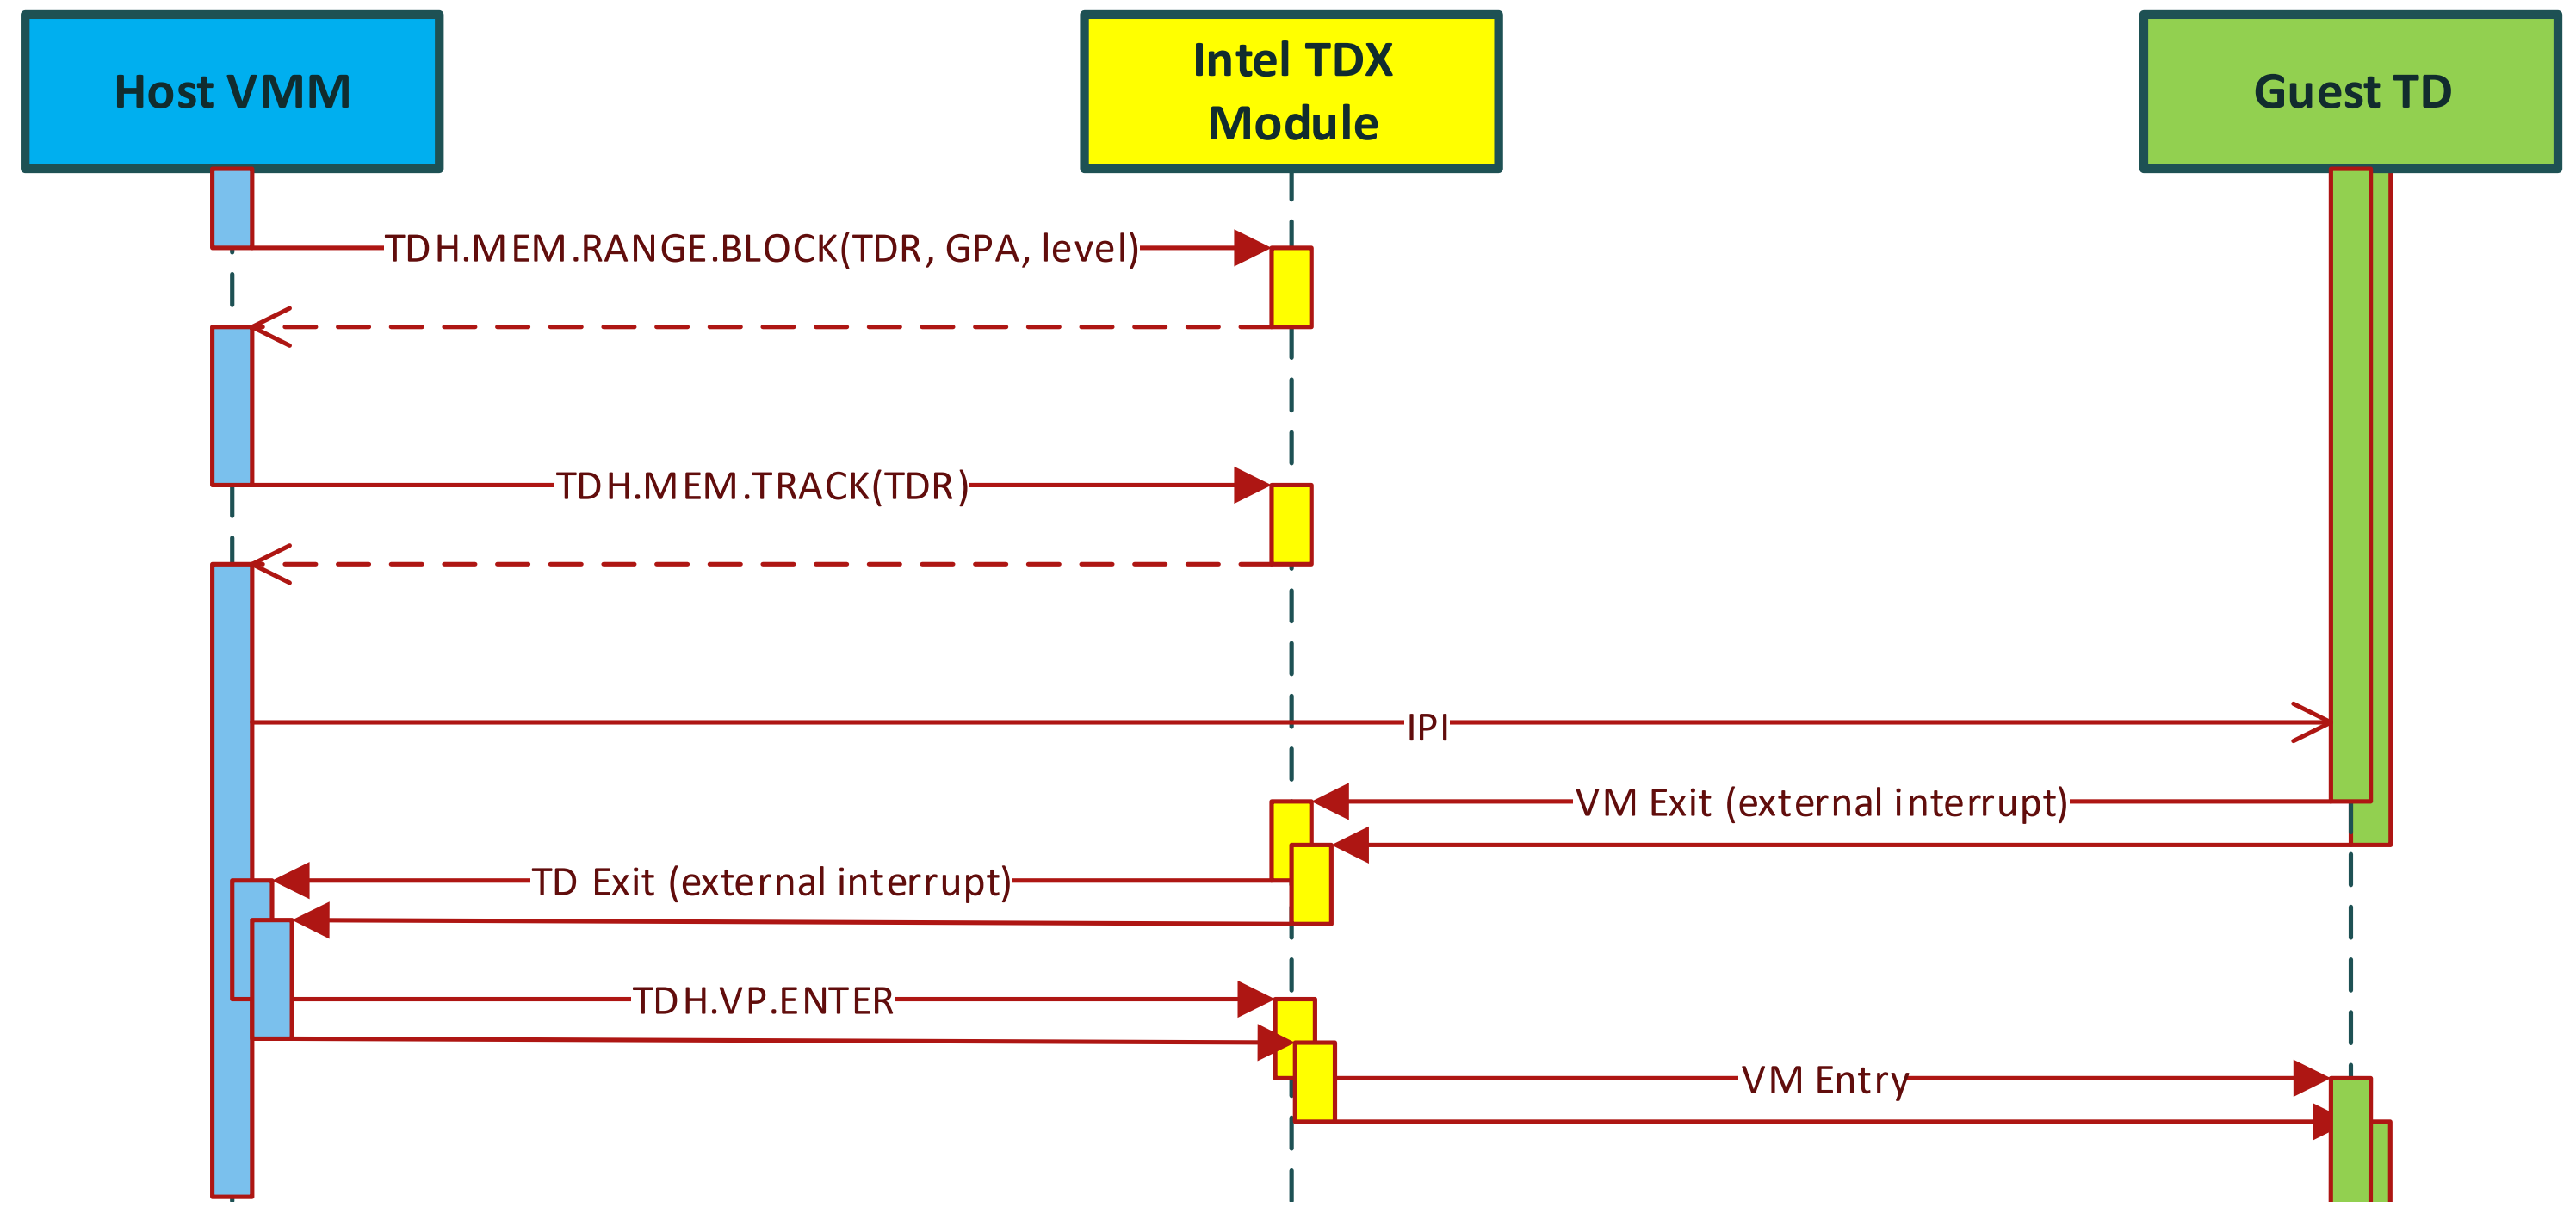 Host VMM
Intel TDX
Module
Guest TD
TDH.MEM.RANGE.BLOCK(TDR, GPA, level)
TDH.MEM.TRACK(TDR)
IPI
VM Exit (external interrupt)
TD Exit (external interrupt)
TDH.VP.ENTER
VM Entry